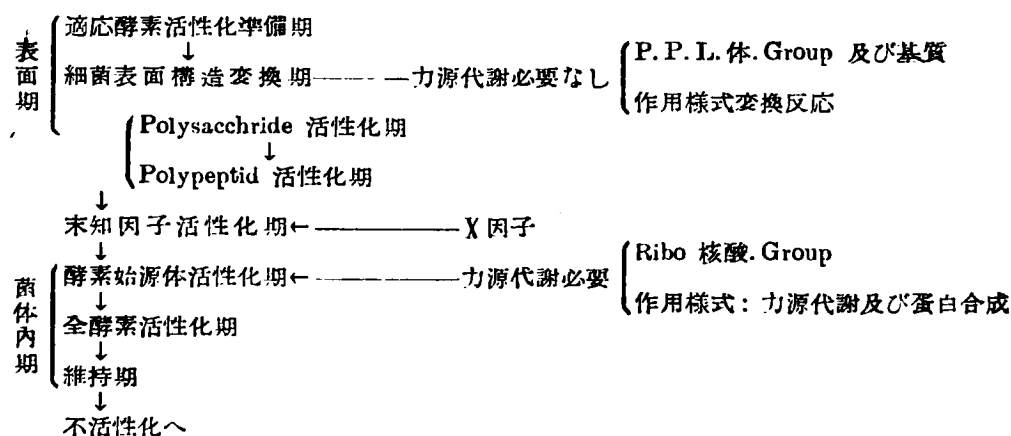 表面期
適応酵素活性化準備期
↓
細菌表面構造変換期――――力源代謝必要なし
P. P. L. 体. Group 及び基質
作用様式変換反応
Polysacchride 活性化期
↓
Polypeptid 活性化期
↓
末知因子活性化期←――――X 因子
↓
菌体内期
酵素始源体活性化期←――――力源代謝必要
Ribo 核酸. Group
作用様式: 力源代謝及び蛋白合成
↓
全酵素活性化期
↓
維持期
↓
不活性化へ